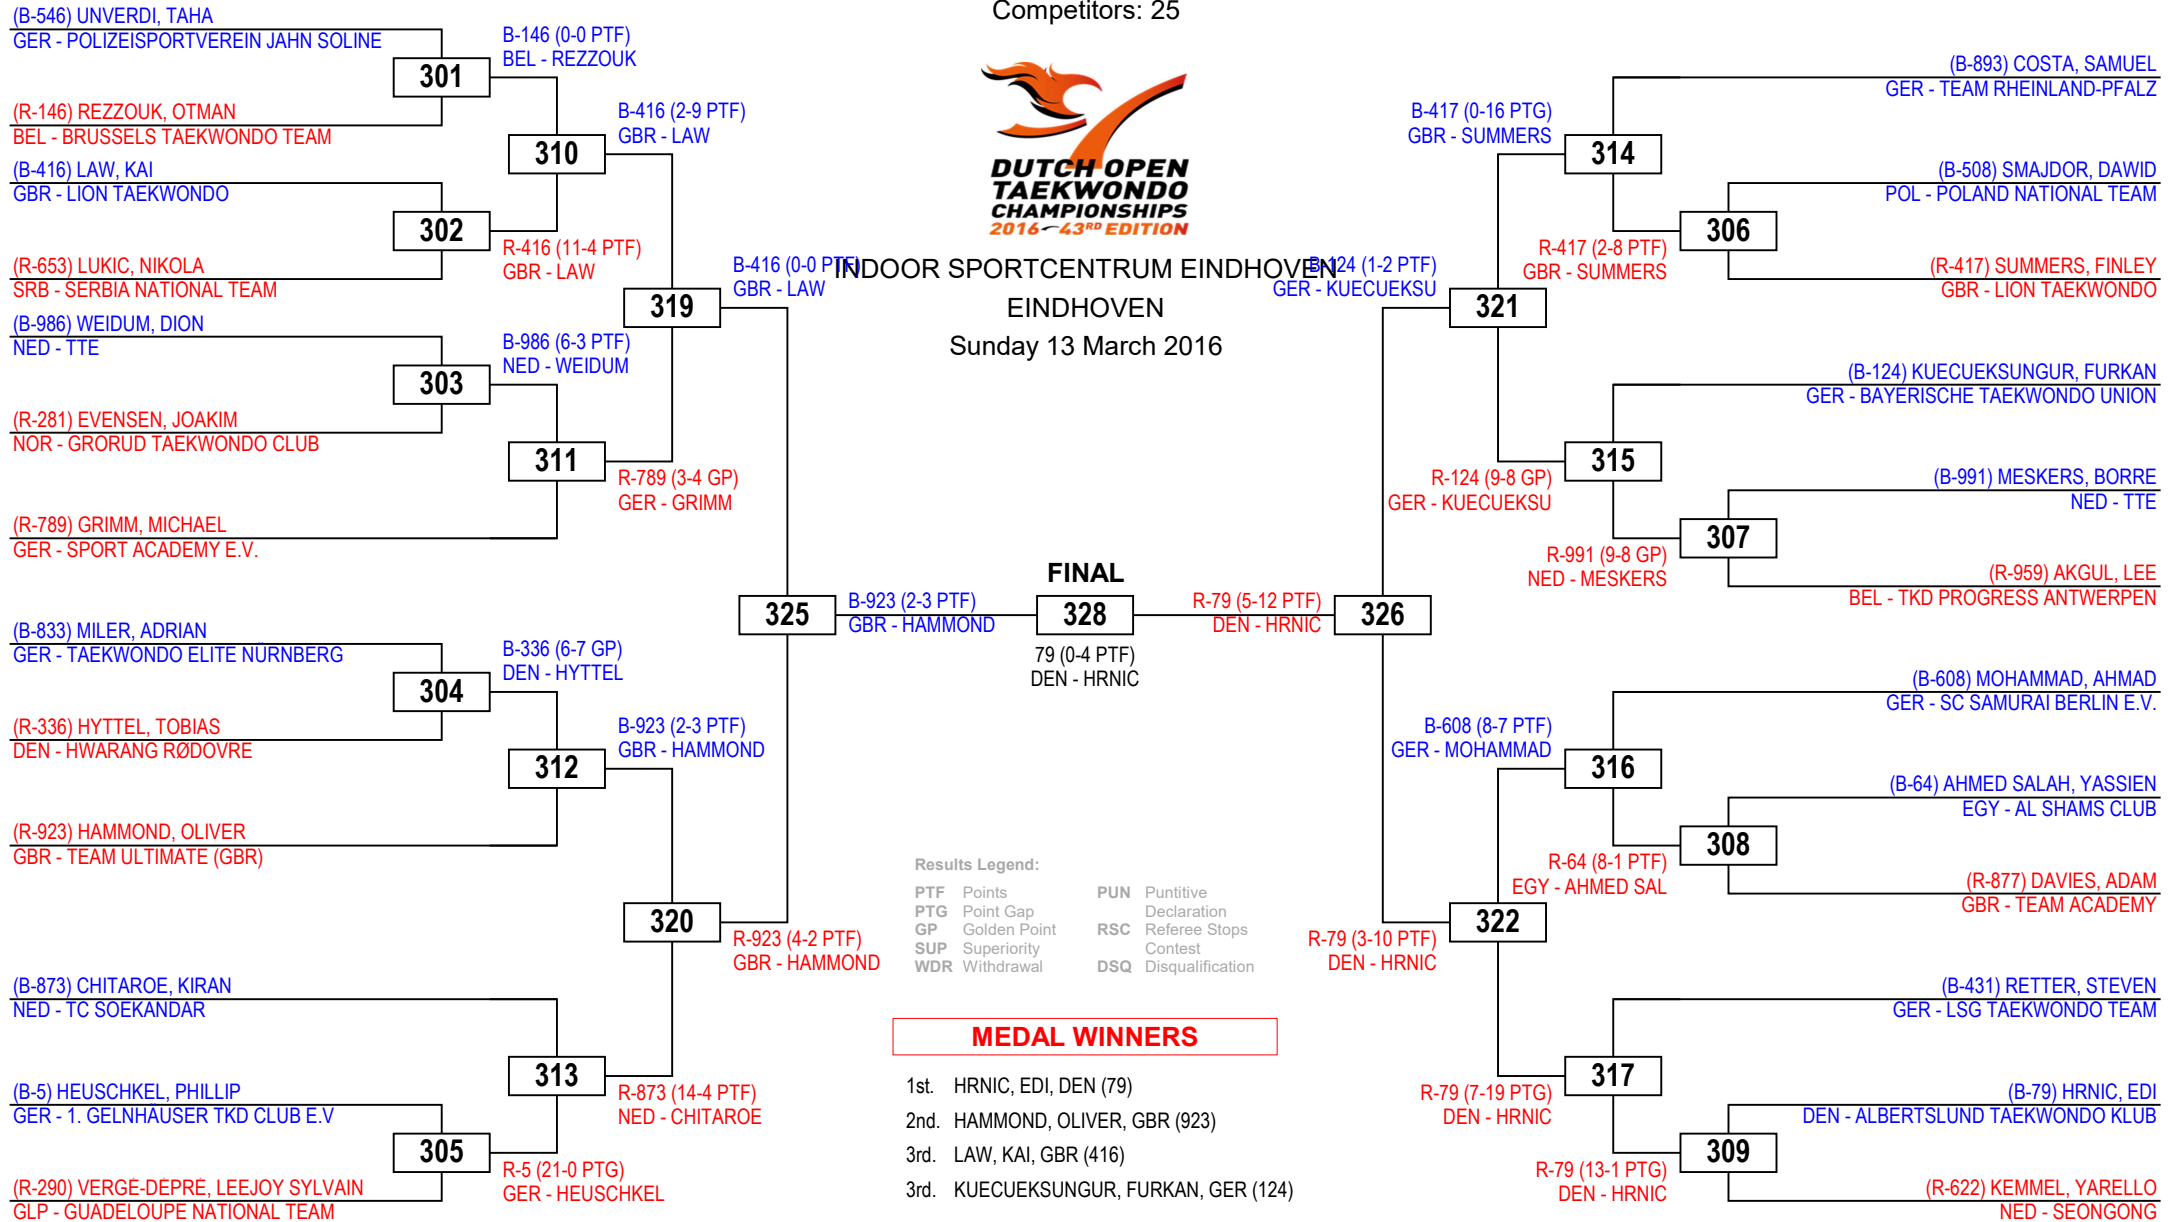 Competitors: 25
DUTCH OPEN
TAEKWONDO
CHAMPIONSHIPS
2016 43RD EDITION
INDOOR SPORTCENTRUM EINDHOVEN
EINDHOVEN
Sunday 13 March 2016
(B-546) UNVERDI, TAHA
GER - POLIZEISPORTVEREIN JAHN SOLINE
301
(R-146) REZZOUK, OTMAN
BEL - BRUSSELS TAEKWONDO TEAM
(B-416) LAW, KAI
GBR - LION TAEKWONDO
302
(R-653) LUKIC, NIKOLA
SRB - SERBIA NATIONAL TEAM
(B-986) WEIDUM, DION
NED - TTE
303
(R-281) EVENSEN, JOAKIM
NOR - GRORUD TAEKWONDO CLUB
(R-789) GRIMM, MICHAEL
GER - SPORT ACADEMY E.V.
(B-833) MILER, ADRIAN
GER - TAEKWONDO ELITE NÜRNBERG
304
(R-336) HYTTEL, TOBIAS
DEN - HWARANG RØDOVRE
(R-923) HAMMOND, OLIVER
GBR - TEAM ULTIMATE (GBR)
(B-873) CHITAROE, KIRAN
NED - TC SOEKANDAR
(B-5) HEUSCHKEL, PHILLIP
GER - 1. GELNHÄUSER TKD CLUB E.V
305
(R-290) VERGÉ-DÉPRÉ, LEEJOY SYLVAIN
GLP - GUADELOUPE NATIONAL TEAM
B-146 (0-0 PTF)
BEL - REZZOUK
310
R-416 (11-4 PTF)
GBR - LAW
B-986 (6-3 PTF)
NED - WEIDUM
311
B-336 (6-7 GP)
DEN - HYTTEL
312
313
R-5 (21-0 PTG)
GER - HEUSCHKEL
B-416 (2-9 PTF)
GBR - LAW
319
R-789 (3-4 GP)
GER - GRIMM
B-923 (2-3 PTF)
GBR - HAMMOND
320
R-873 (14-4 PTF)
NED - CHITAROE
B-416 (0-0 PTF)
GBR - LAW
325
R-923 (4-2 PTF)
GBR - HAMMOND
B-923 (2-3 PTF)
GBR - HAMMOND
FINAL
328
79 (0-4 PTF)
DEN - HRNIC
R-79 (5-12 PTF)
DEN - HRNIC
326
B-124 (1-2 PTF)
GER - KUECUEKSU
321
R-79 (3-10 PTF)
DEN - HRNIC
322
B-417 (0-16 PTG)
GBR - SUMMERS
314
R-124 (9-8 GP)
GER - KUECUEKSU
315
B-608 (8-7 PTF)
GER - MOHAMMAD
316
R-79 (7-19 PTG)
DEN - HRNIC
317
R-417 (2-8 PTF)
GBR - SUMMERS
306
R-991 (9-8 GP)
NED - MESKERS
307
R-64 (8-1 PTF)
EGY - AHMED SAL
308
R-79 (13-1 PTG)
DEN - HRNIC
309
(B-893) COSTA, SAMUEL
GER - TEAM RHEINLAND-PFALZ
(B-508) SMAJDOR, DAWID
POL - POLAND NATIONAL TEAM
(R-417) SUMMERS, FINLEY
GBR - LION TAEKWONDO
(B-124) KUECUEKSUNGUR, FURKAN
GER - BAYERISCHE TAEKWONDO UNION
(B-991) MESKERS, BORRE
NED - TTE
(R-959) AKGUL, LEE
BEL - TKD PROGRESS ANTWERPEN
(B-608) MOHAMMAD, AHMAD
GER - SC SAMURAI BERLIN E.V.
(B-64) AHMED SALAH, YASSIEN
EGY - AL SHAMS CLUB
(R-877) DAVIES, ADAM
GBR - TEAM ACADEMY
(B-431) RETTER, STEVEN
GER - LSG TAEKWONDO TEAM
(B-79) HRNIC, EDI
DEN - ALBERTSLUND TAEKWONDO KLUB
(R-622) KEMMEL, YARELLO
NED - SEONGONG
Results Legend:
PTF Points
PTG Point Gap
GP Golden Point
SUP Superiority
WDR Withdrawal
PUN Puntitive
Declaration
RSC Referee Stops
Contest
DSQ Disqualification
MEDAL WINNERS
1st. HRNIC, EDI, DEN (79)
2nd. HAMMOND, OLIVER, GBR (923)
3rd. LAW, KAI, GBR (416)
3rd. KUECUEKSUNGUR, FURKAN, GER (124)